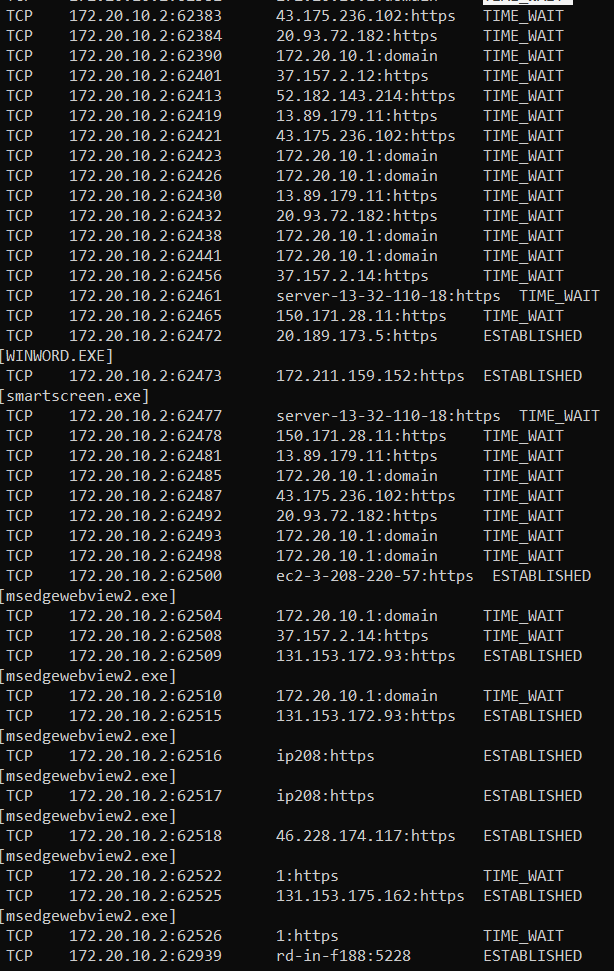 TCP    172.20.10.2:62383      43.175.236.102:https   TIME_WAIT
TCP    172.20.10.2:62384      20.93.72.182:https     TIME_WAIT
TCP    172.20.10.2:62390      172.20.10.1:domain     TIME_WAIT
TCP    172.20.10.2:62401      37.157.2.12:https      TIME_WAIT
TCP    172.20.10.2:62413      52.182.143.214:https   TIME_WAIT
TCP    172.20.10.2:62419      13.89.179.11:https     TIME_WAIT
TCP    172.20.10.2:62421      43.175.236.102:https   TIME_WAIT
TCP    172.20.10.2:62423      172.20.10.1:domain     TIME_WAIT
TCP    172.20.10.2:62426      172.20.10.1:domain     TIME_WAIT
TCP    172.20.10.2:62430      13.89.179.11:https     TIME_WAIT
TCP    172.20.10.2:62432      20.93.72.182:https     TIME_WAIT
TCP    172.20.10.2:62438      172.20.10.1:domain     TIME_WAIT
TCP    172.20.10.2:62441      172.20.10.1:domain     TIME_WAIT
TCP    172.20.10.2:62456      37.157.2.14:https      TIME_WAIT
TCP    172.20.10.2:62461      server-13-32-110-18:https  TIME_WAIT
TCP    172.20.10.2:62465      150.171.28.11:https    TIME_WAIT
TCP    172.20.10.2:62472      20.189.173.5:https     ESTABLISHED
[WINWORD.EXE]
TCP    172.20.10.2:62473      172.211.159.152:https  ESTABLISHED
[smartscreen.exe]
TCP    172.20.10.2:62477      server-13-32-110-18:https  TIME_WAIT
TCP    172.20.10.2:62478      150.171.28.11:https    TIME_WAIT
TCP    172.20.10.2:62481      13.89.179.11:https     TIME_WAIT
TCP    172.20.10.2:62485      172.20.10.1:domain     TIME_WAIT
TCP    172.20.10.2:62487      43.175.236.102:https   TIME_WAIT
TCP    172.20.10.2:62492      20.93.72.182:https     TIME_WAIT
TCP    172.20.10.2:62493      172.20.10.1:domain     TIME_WAIT
TCP    172.20.10.2:62498      172.20.10.1:domain     TIME_WAIT
TCP    172.20.10.2:62500      ec2-3-208-220-57:https  ESTABLISHED
[msedgewebview2.exe]
TCP    172.20.10.2:62504      172.20.10.1:domain     TIME_WAIT
TCP    172.20.10.2:62508      37.157.2.14:https      TIME_WAIT
TCP    172.20.10.2:62509      131.153.172.93:https   ESTABLISHED
[msedgewebview2.exe]
TCP    172.20.10.2:62510      172.20.10.1:domain     TIME_WAIT
TCP    172.20.10.2:62515      131.153.172.93:https   ESTABLISHED
[msedgewebview2.exe]
TCP    172.20.10.2:62516      ip208:https            ESTABLISHED
[msedgewebview2.exe]
TCP    172.20.10.2:62517      ip208:https            ESTABLISHED
[msedgewebview2.exe]
TCP    172.20.10.2:62518      46.228.174.117:https   ESTABLISHED
[msedgewebview2.exe]
TCP    172.20.10.2:62522      1:https                TIME_WAIT
TCP    172.20.10.2:62525      131.153.175.162:https  ESTABLISHED
[msedgewebview2.exe]
TCP    172.20.10.2:62526      1:https                TIME_WAIT
TCP    172.20.10.2:62939      rd-in-f188:5228        ESTABLISHED